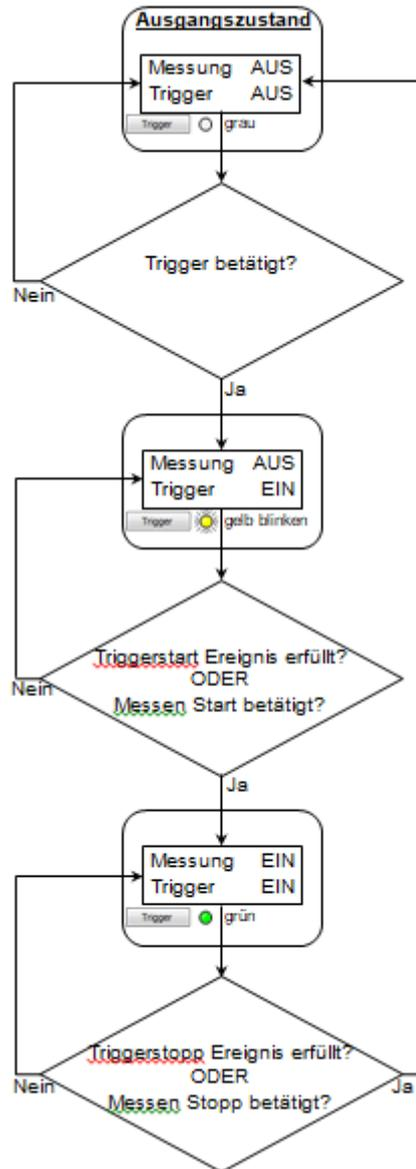 Ausgangszustand
Messung AUS
Trigger AUS
Trigger grau
Trigger betätigt?
Nein
Ja
Messung AUS
Trigger EIN
Trigger gelb blinken
Triggerstart Ereignis erfüllt?
ODER
Nein
Messen Start betätigt?
Ja
Messung EIN
Trigger EIN
Trigger grün
Triggerstopp Ereignis erfüllt?
ODER
Nein Ja
Messen Stopp betätigt?